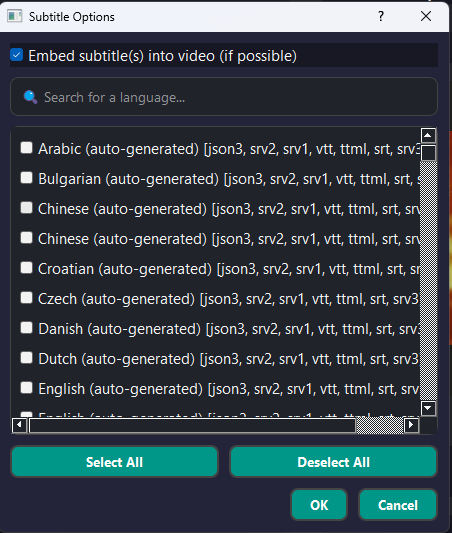 Subtitle Options
Embed subtitle(s) into video (if possible)
Search for a language...
Arabic (auto-generated) [json3, srv2, srv1, vtt, ttml, srt, srv3
Bulgarian (auto-generated) [json3, srv2, srv1, vtt, ttml, srt, s
Chinese (auto-generated) [json3, srv2, srv1, vtt, ttml, srt, srv
Chinese (auto-generated) [json3, srv2, srv1, vtt, ttml, srt, srv
Croatian (auto-generated) [json3, srv2, srv1, vtt, ttml, srt, sr
Czech (auto-generated) [json3, srv2, srv1, vtt, ttml, srt, srv3
Danish (auto-generated) [json3, srv2, srv1, vtt, ttml, srt, srv3
Dutch (auto-generated) [json3, srv2, srv1, vtt, ttml, srt, srv3
English (auto-generated) [json3, srv2, srv1, vtt, ttml, srt, srv
English (auto-generated) [json3, srv2, srv1, vtt, ttml, srt, srv
Select All
Deselect All
OK
Cancel